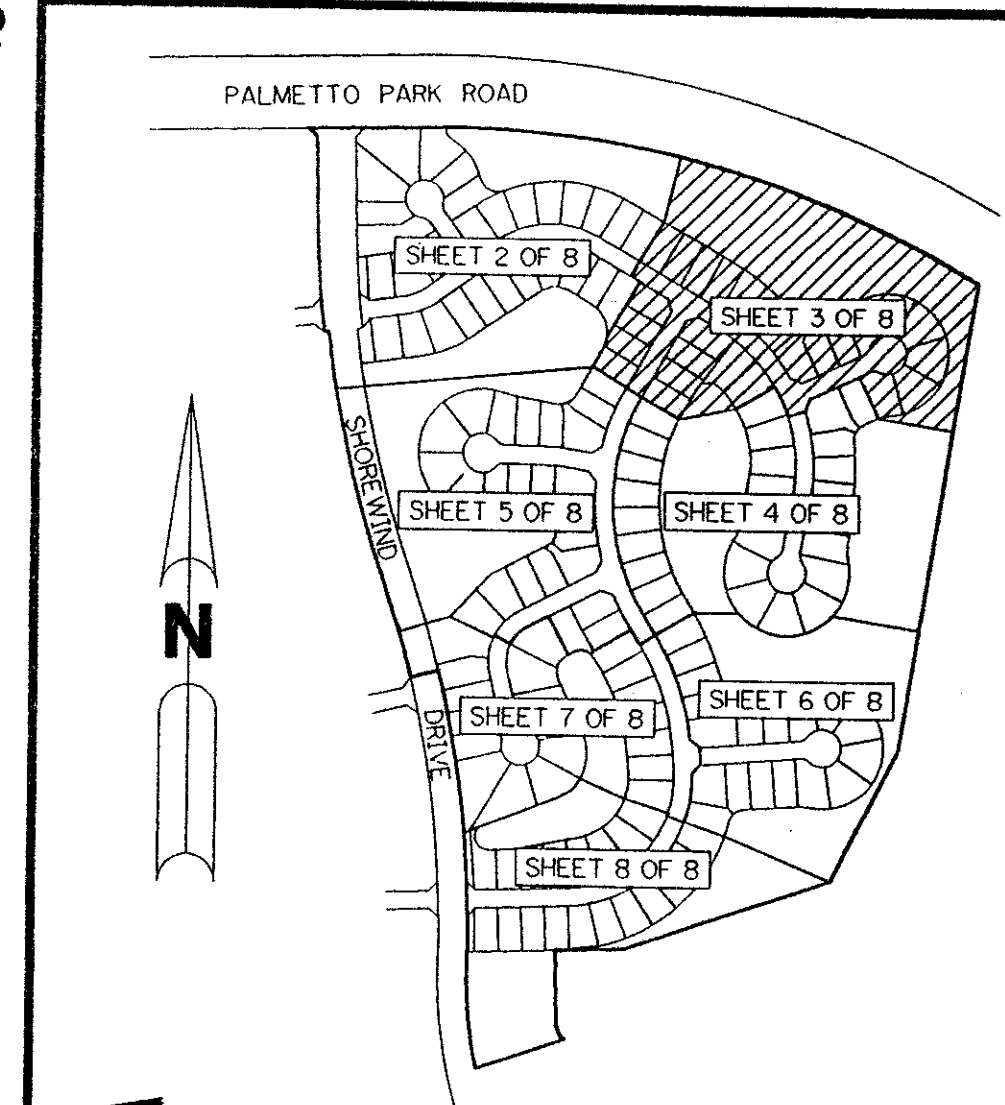 PALMETTO PARK ROAD
SHEET 2 OF 8
SHEET 3 OF 8
SHOREWIND
SHEET 5 OF 8
SHEET 4 OF 8
N
SHEET 7 OF 8
SHEET 6 OF 8
DRIVE
SHEET 8 OF 8